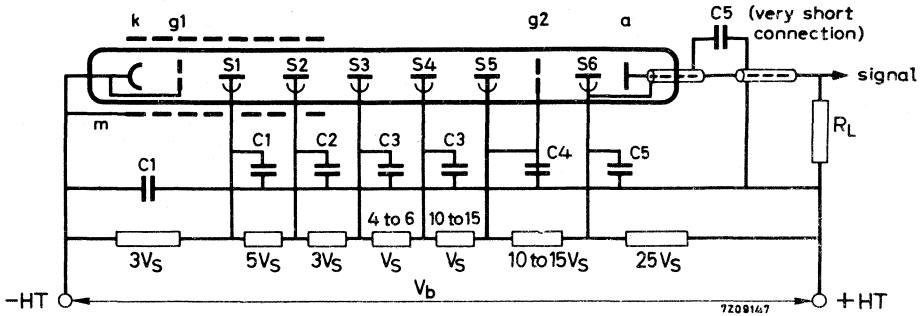 C5 (very short
connection)
k g1 g2 a
S1 S2 S3 S4 S5 S6
signal
m
RL
C1 C1 C2 C3 C3 C4 C5
4 to 6 10 to 15
3VS 5VS 3VS VS VS 10 to 15VS 25VS
-HT Vb +HT
7Z09147